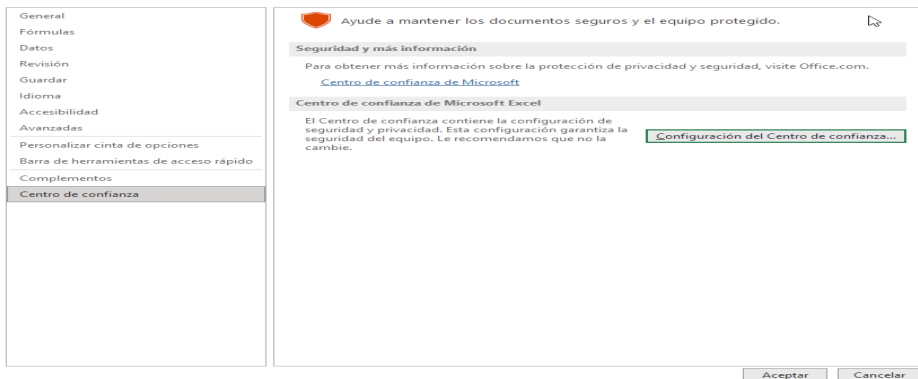 General
Fórmulas
Datos
Revisión
Guardar
Idioma
Accesibilidad
Avanzadas
Personalizar cinta de opciones
Barra de herramientas de acceso rápido
Complementos
Centro de confianza
Ayude a mantener los documentos seguros y el equipo protegido.
Seguridad y más información
Para obtener más información sobre la protección de privacidad y seguridad, visite Office.com.
Centro de confianza de Microsoft
Centro de confianza de Microsoft Excel
El Centro de confianza contiene la configuración de
seguridad y privacidad. Esta configuración garantiza la
seguridad del equipo. Le recomendamos que no la
cambie.
Configuración del Centro de confianza...
Aceptar
Cancelar